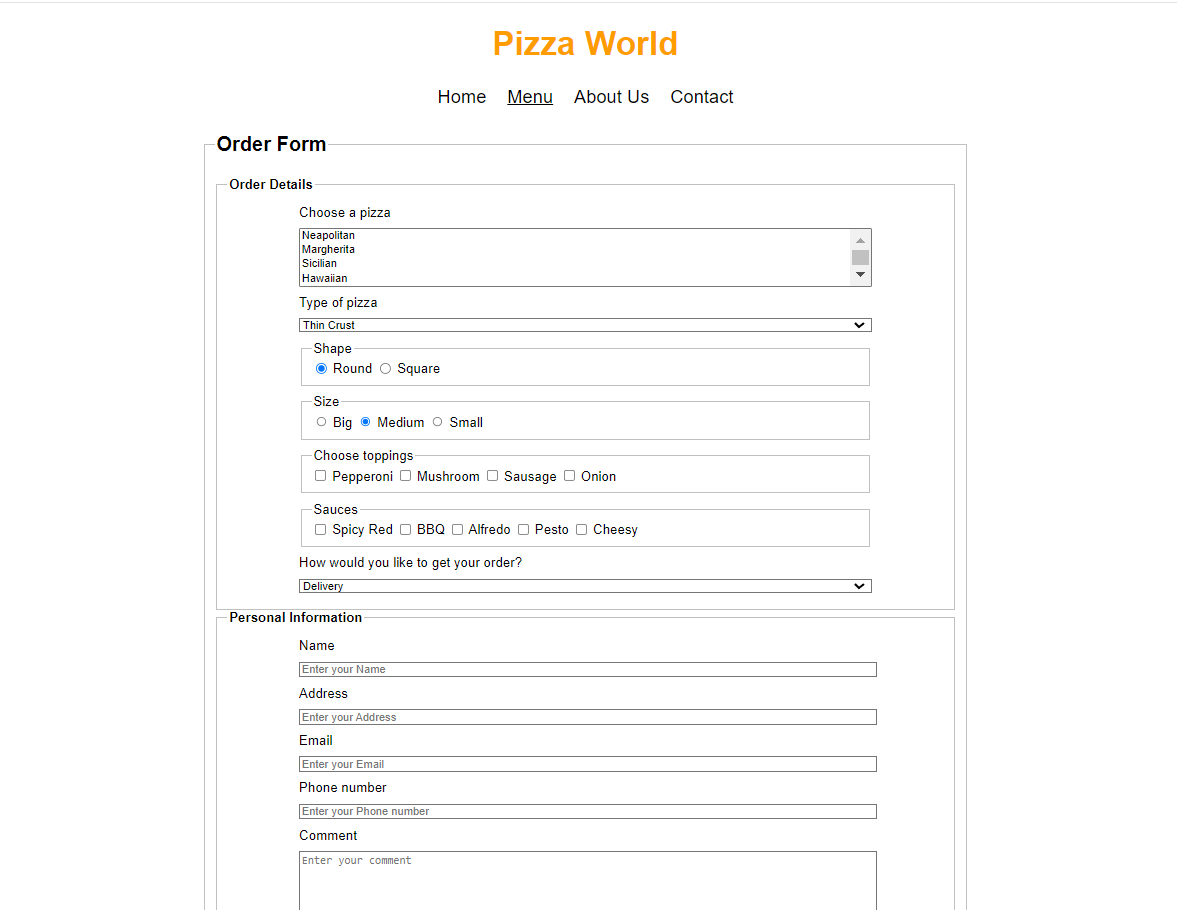 Pizza World
Home Menu About Us Contact
Order Form
Order Details
Choose a pizza
Neapolitan
Margherita
Sicilian
Hawaiian
Type of pizza
Thin Crust
Shape
Round Square
Size
Big Medium Small
Choose toppings
Pepperoni Mushroom Sausage Onion
Sauces
Spicy Red BBQ Alfredo Pesto Cheesy
How would you like to get your order?
Delivery
Personal Information
Name
Enter your Name
Address
Enter your Address
Email
Enter your Email
Phone number
Enter your Phone number
Comment
Enter your comment